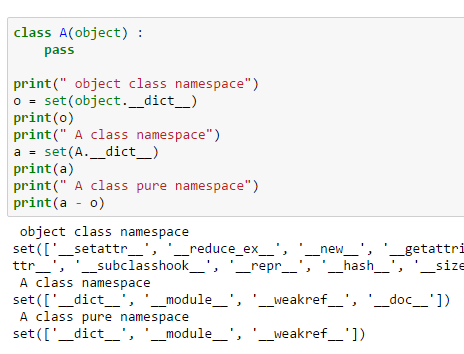 class A(object) :
    pass

print(" object class namespace")
o = set(object.__dict__)
print(o)
print(" A class namespace")
a = set(A.__dict__)
print(a)
print(" A class pure namespace")
print(a - o)
 object class namespace
set(['__setattr__', '__reduce_ex__', '__new__', '__getattri
ttr__', '__subclasshook__', '__repr__', '__hash__', '__size
 A class namespace
set(['__dict__', '__module__', '__weakref__', '__doc__'])
 A class pure namespace
set(['__dict__', '__module__', '__weakref__'])